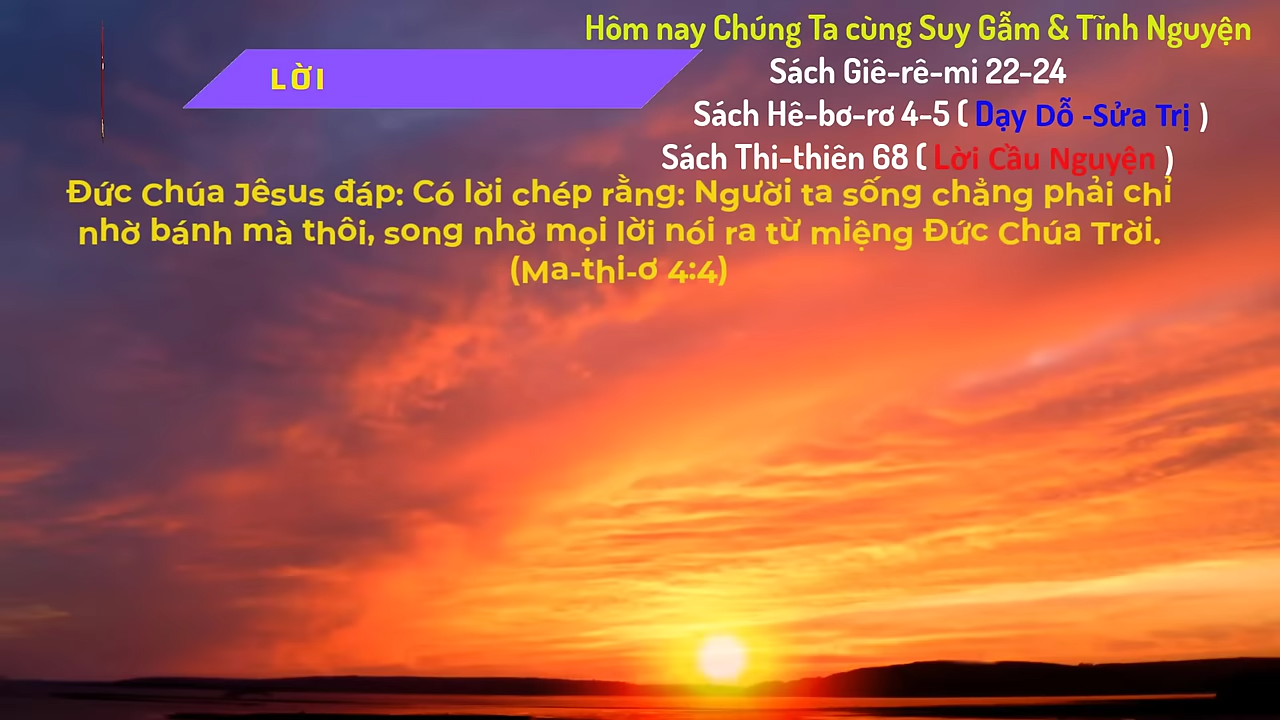 Hôm nay Chúng Ta cùng Suy Gẫm & Tĩnh Nguyện
LỜI
Sách Giê-rê-mi 22-24
Sách Hê-bơ-rơ 4-5 ( Dạy Dỗ -Sửa Trị )
Sách Thi-thiên 68 ( Lời Cầu Nguyện )
Đức Chúa Jêsus đáp: Có lời chép rằng: Người ta sống chẳng phải chỉ
nhờ bánh mà thôi, song nhờ mọi lời nói ra từ miệng Đức Chúa Trời.
(Ma-thi-ơ 4:4)